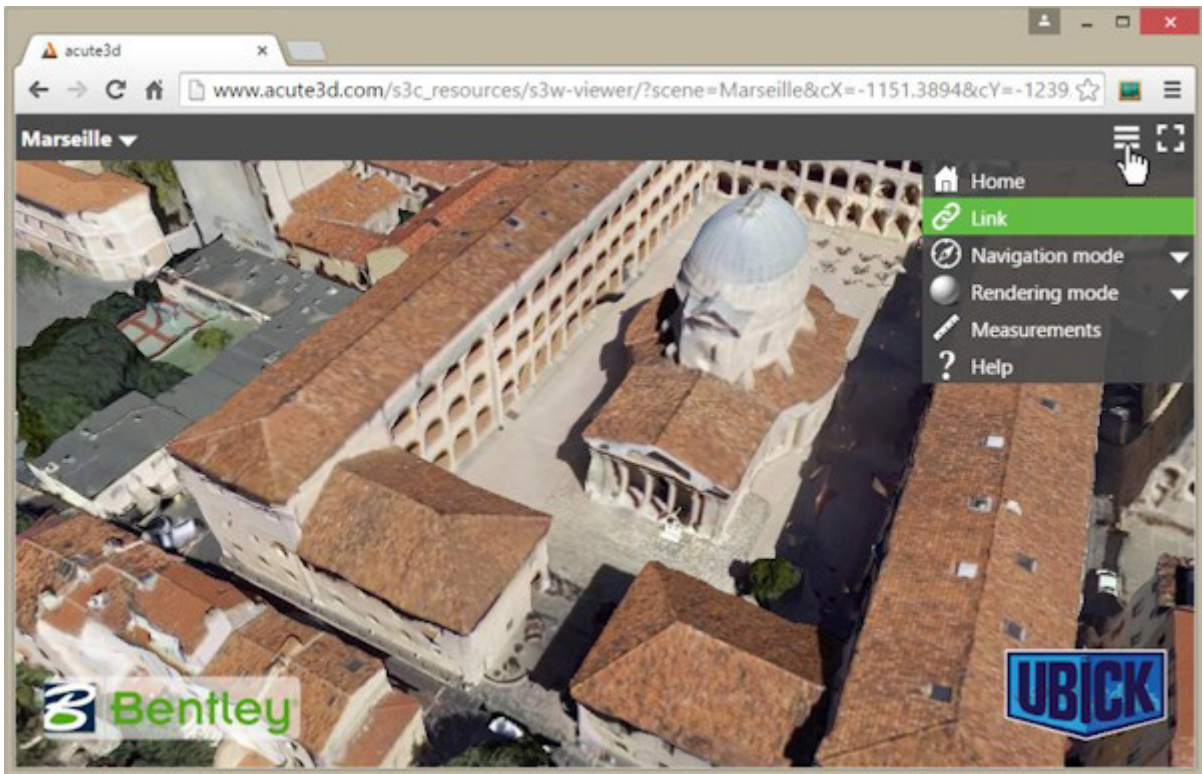 acute3d
www.acute3d.com/s3c_resources/s3w-viewer/?scene=Marseille&cX=-1151.3894&cY=-1239
Marseille
Home
Link
Navigation mode
Rendering mode
Measurements
Help
Bentley
UBICK